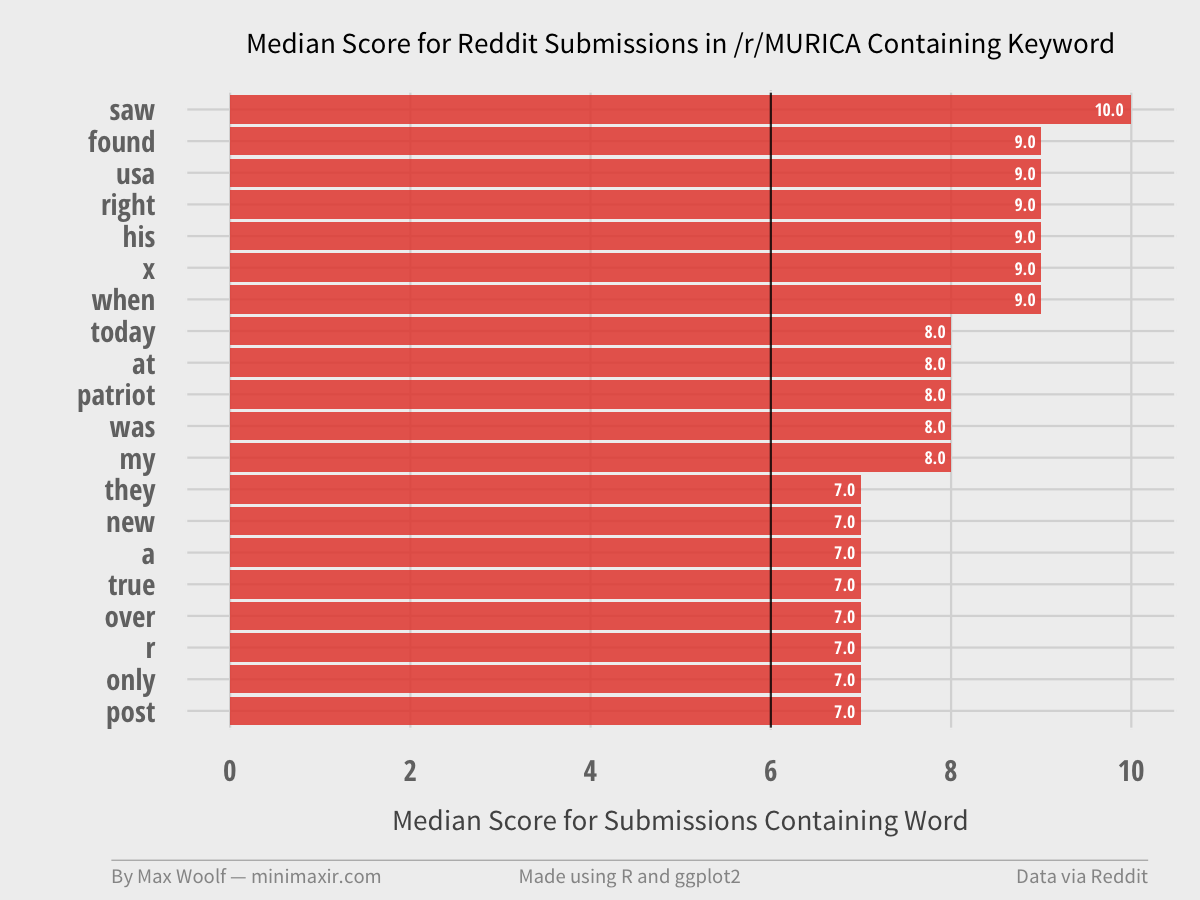 Median Score for Reddit Submissions in /r/MURICA Containing Keyword
saw 10.0
found 9.0
usa 9.0
right 9.0
his 9.0
x 9.0
when 9.0
today 8.0
at 8.0
patriot 8.0
was 8.0
my 8.0
they 7.0
new 7.0
a 7.0
true 7.0
over 7.0
r 7.0
only 7.0
post 7.0
0 2 4 6 8 10
Median Score for Submissions Containing Word
By Max Woolf — minimaxir.com Made using R and ggplot2 Data via Reddit